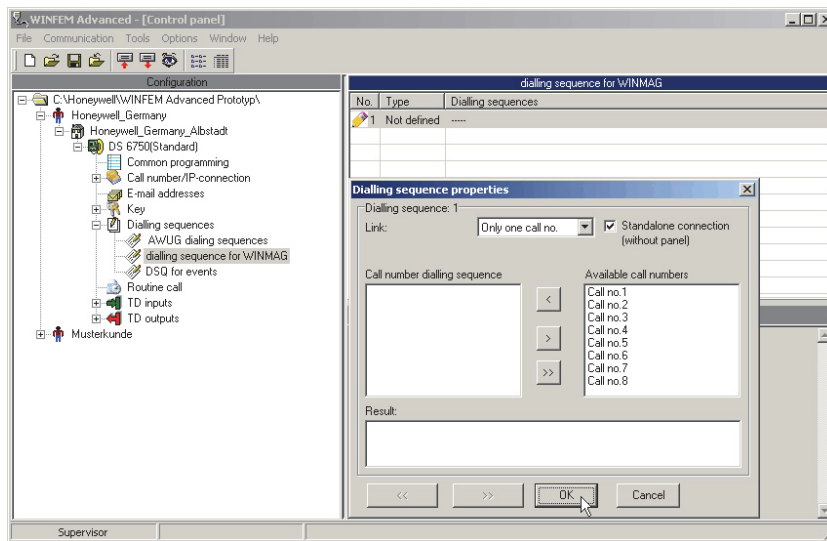 WINFEM Advanced - [Control panel]
File Communication Tools Options Window Help
Configuration
C:\Honeywell\WINFEM Advanced Prototyp\
Honeywell_Germany
Honeywell_Germany_Albstadt
DS 6750(Standard)
Common programming
Call number/IP-connection
E-mail addresses
Key
Dialling sequences
AWUG dialing sequences
dialling sequence for WINMAG
DSQ for events
Routine call
TD inputs
TD outputs
Musterkunde
dialling sequence for WINMAG
No. Type Dialling sequences
1 Not defined -----
Dialling sequence properties
Dialling sequence: 1
Link: Only one call no. Standalone connection
(without panel)
Call number dialling sequence Available call numbers
Call no.1
Call no.2
Call no.3
Call no.4
Call no.5
Call no.6
Call no.7
Call no.8
<
>
>>
Result:
<< >> OK Cancel
Supervisor